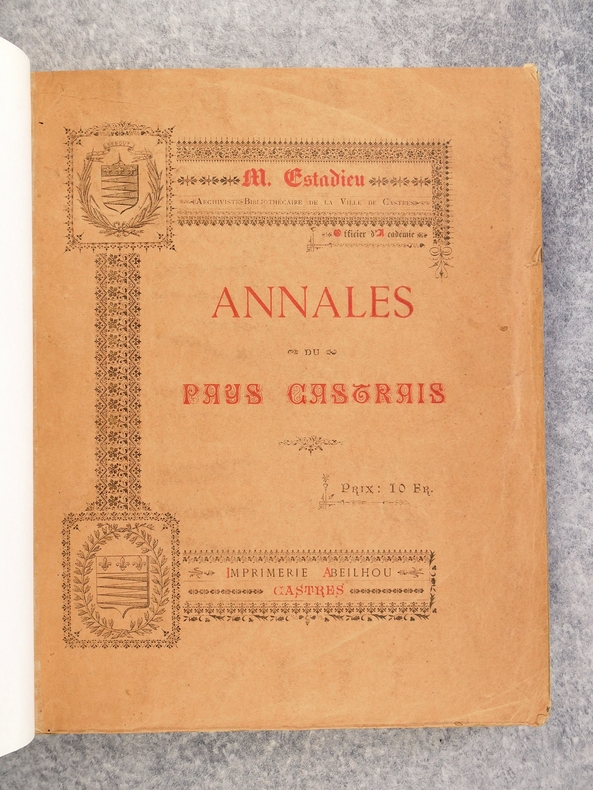 M. Estadieu
Archiviste-Bibliothécaire de la Ville de Castres
Officier d'Academie
ANNALES
DU
PAYS CASTRAIS
Prix: 10 Fr.
Imprimerie Abeilhou
CASTRES